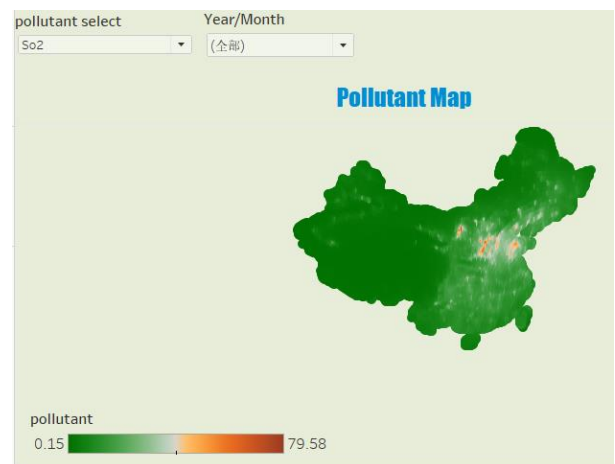 pollutant select
Year/Month
So2
(全部)
Pollutant Map
pollutant
0.15
79.58